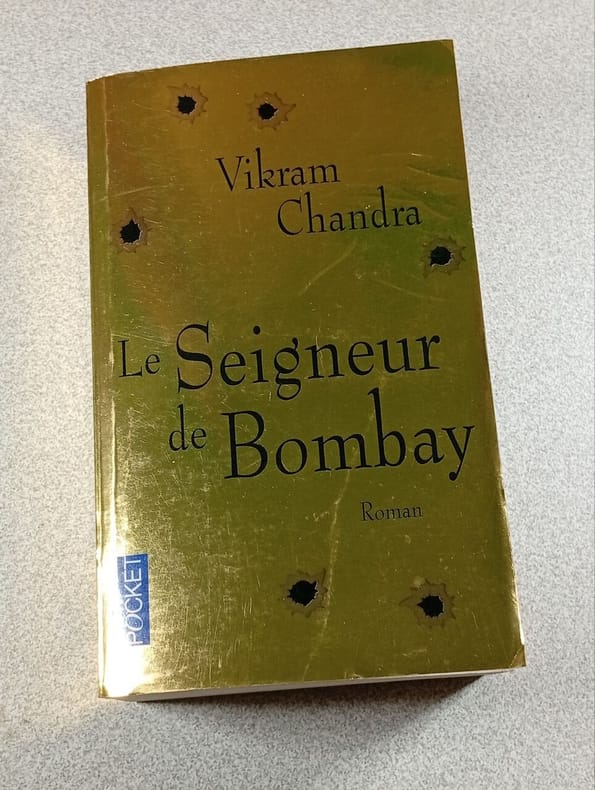 Vikram
Chandra
Le Seigneur
de Bombay
Roman
POCKET